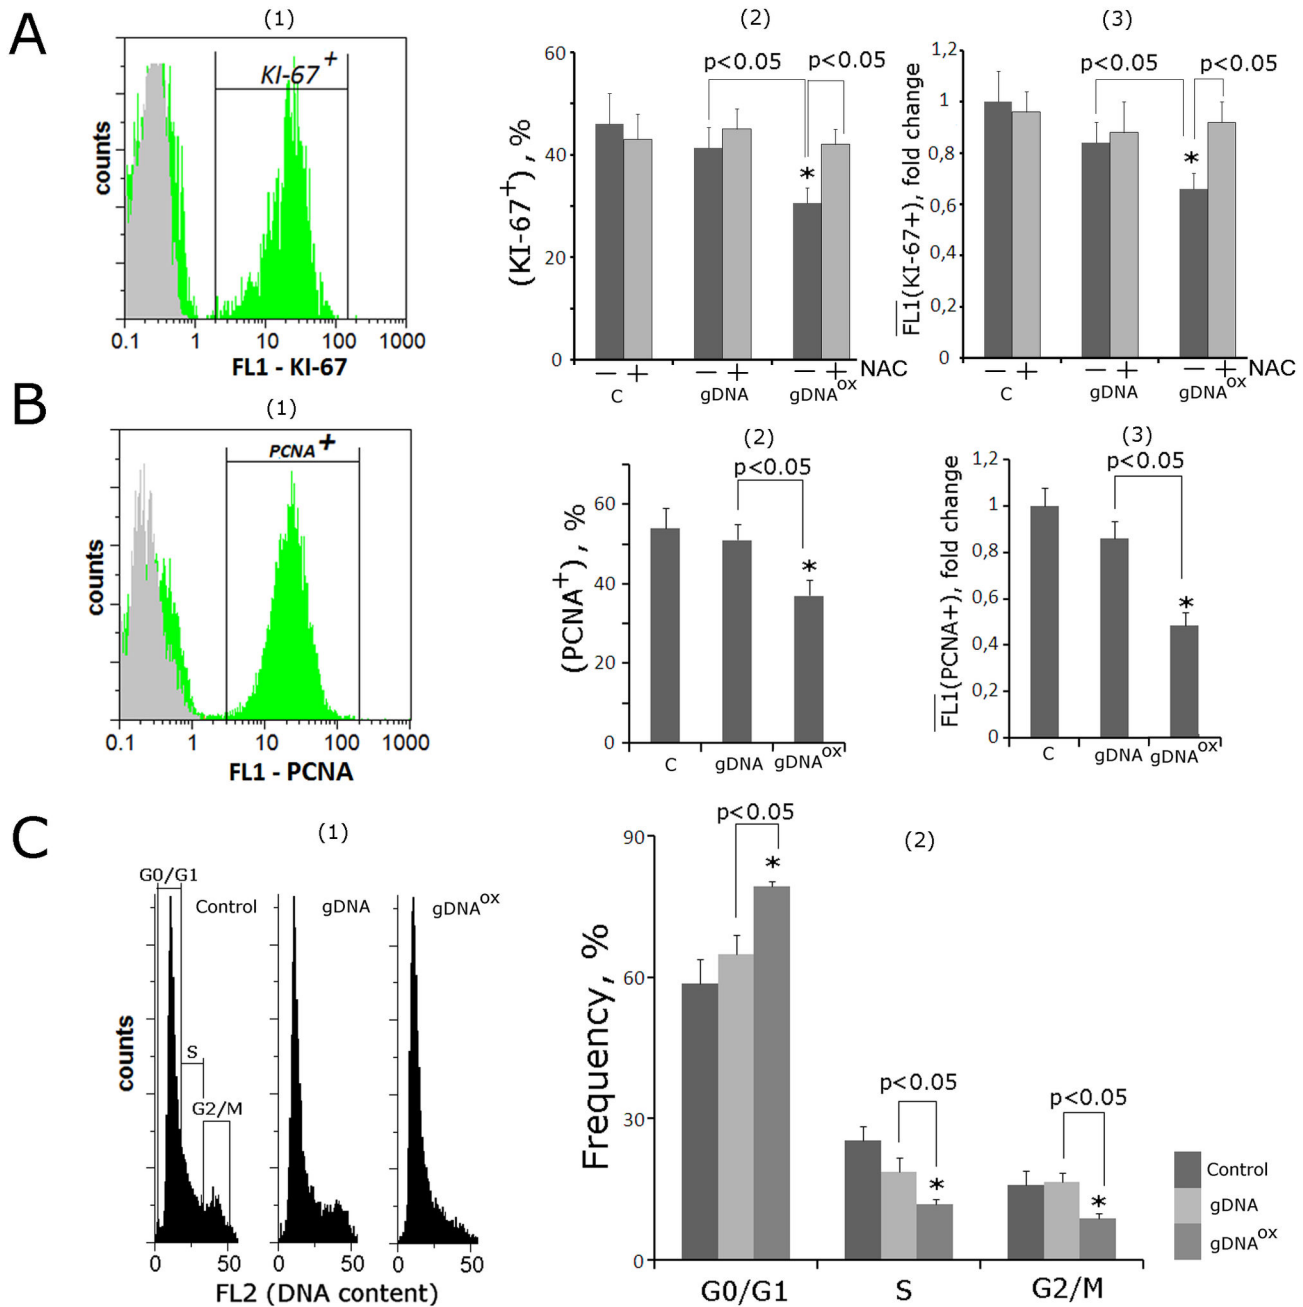 A
(1)
KI-67+
counts
0.1 1 10 100 1000
FL1 - KI-67
(2)
(KI-67+), %
60
40
20
0
p<0.05 p<0.05
*
— + — + — + NAC
C gDNA gDNAox
(3)
FL1(KI-67+), fold change
1,2
1
0,8
0,6
0,4
0,2
0
p<0.05 p<0.05
*
— + — + — + NAC
C gDNA gDNAox
B
(1)
PCNA+
counts
0.1 1 10 100 1000
FL1 - PCNA
(2)
(PCNA+), %
60
40
20
0
p<0.05
*
C gDNA gDNAox
(3)
FL1(PCNA+), fold change
1,2
1
0,8
0,6
0,4
0,2
0
p<0.05
*
C gDNA gDNAox
C
(1)
G0/G1
Control gDNA gDNAox
S
G2/M
counts
0 50 0 50 0 50
FL2 (DNA content)
(2)
Frequency, %
90
60
30
0
p<0.05
*
p<0.05
*
p<0.05
*
G0/G1 S G2/M
Control
gDNA
gDNAox